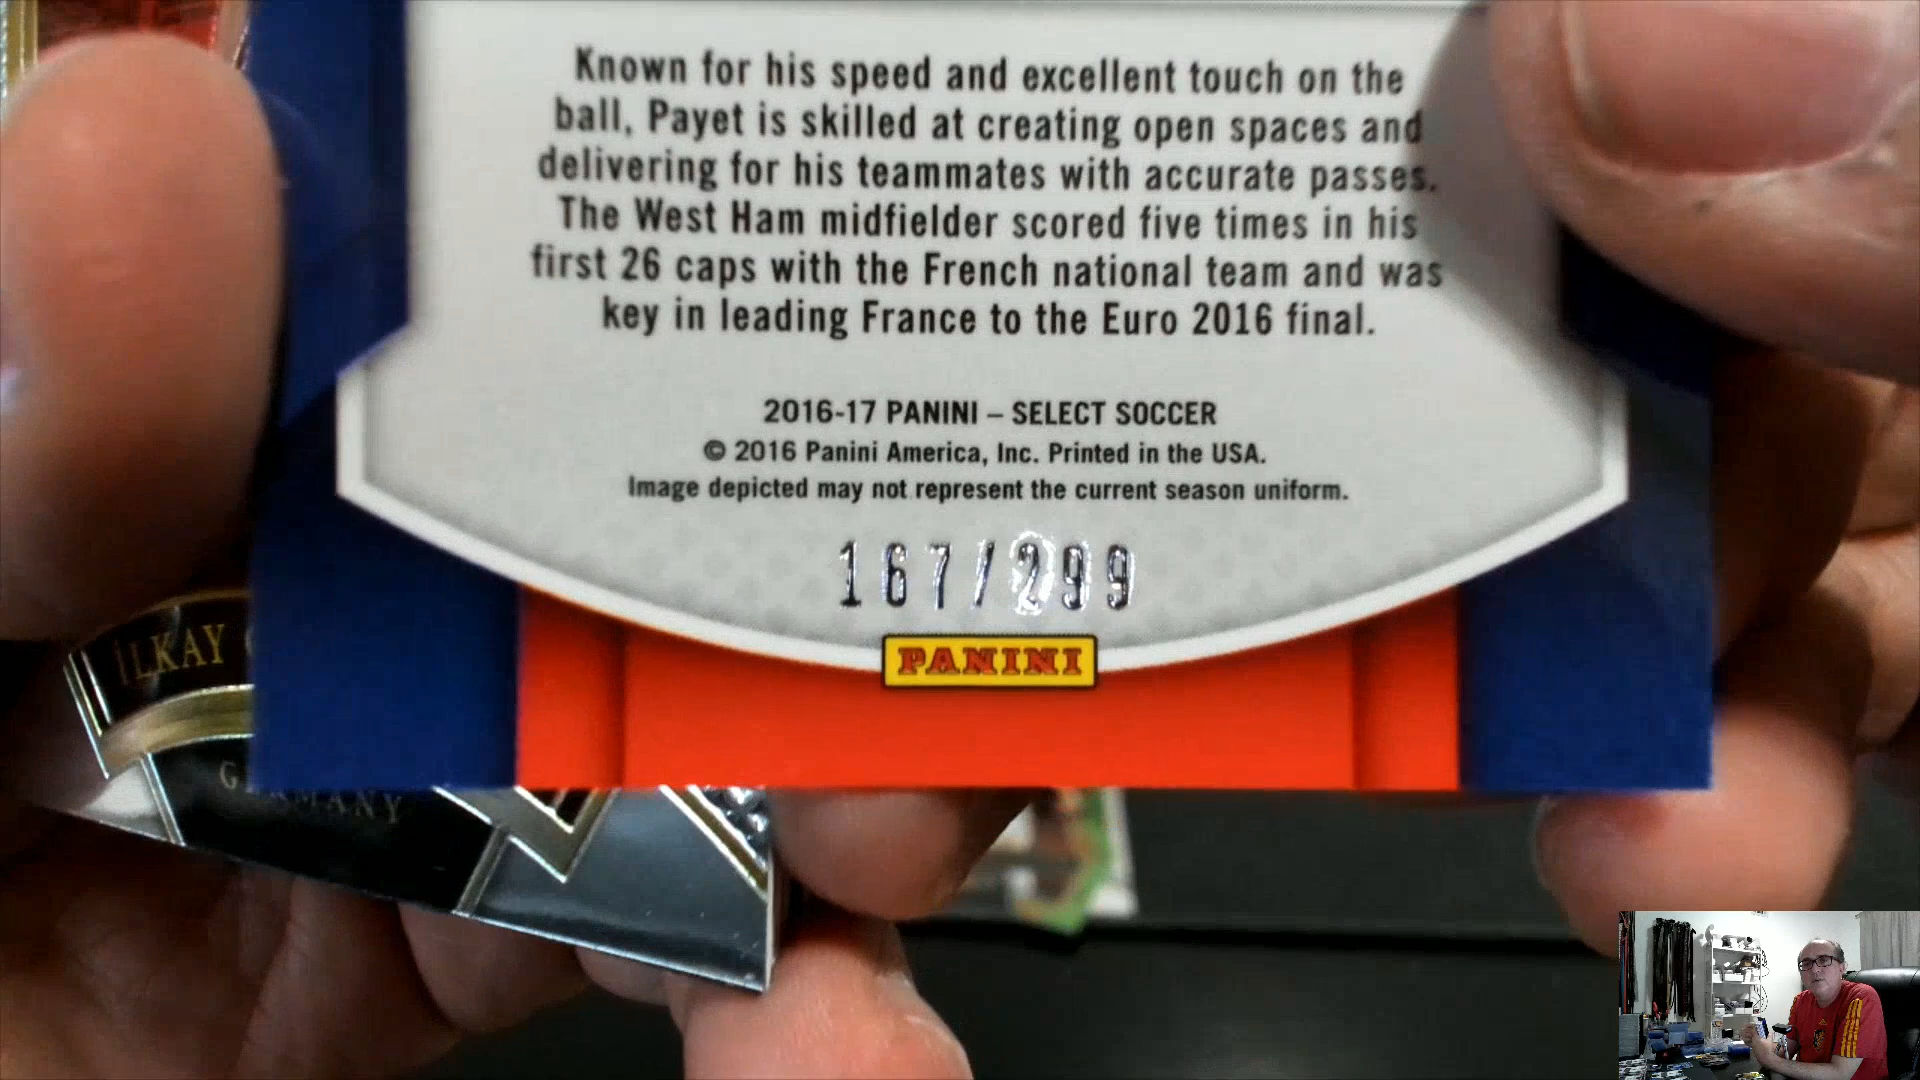 Known for his speed and excellent touch on the
ball, Payet is skilled at creating open spaces and
delivering for his teammates with accurate passes.
The West Ham midfielder scored five times in his
first 26 caps with the French national team and was
key in leading France to the Euro 2016 final.
2016-17 PANINI – SELECT SOCCER
© 2016 Panini America, Inc. Printed in the USA.
Image depicted may not represent the current season uniform.
167/299
PANINI
ILKAY
GERMANY